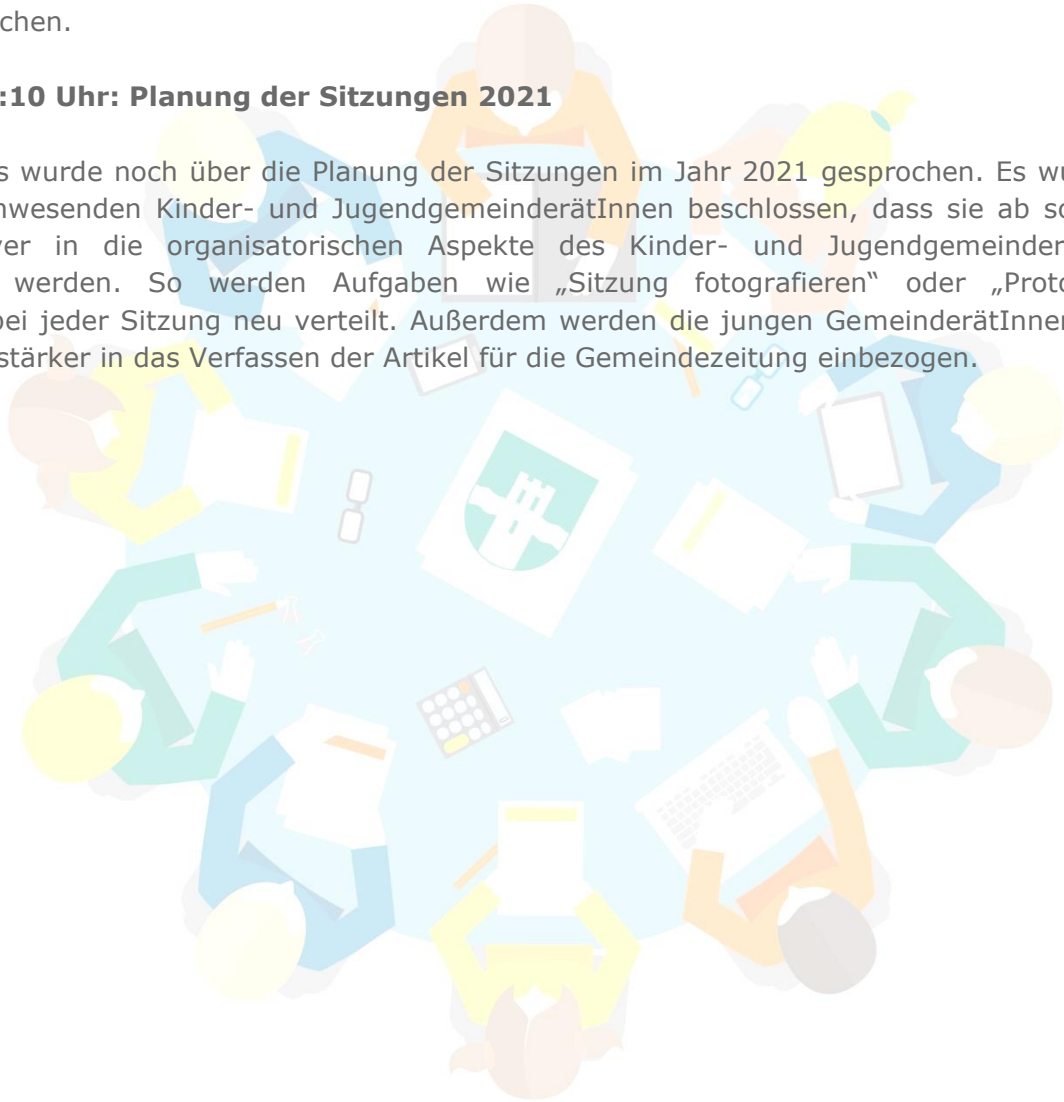 chen.
:10 Uhr: Planung der Sitzungen 2021
s wurde noch über die Planung der Sitzungen im Jahr 2021 gesprochen. Es wu
nwesenden Kinder- und JugendgemeinderätInnen beschlossen, dass sie ab so
ver in die organisatorischen Aspekte des Kinder- und Jugendgemeinder
werden. So werden Aufgaben wie „Sitzung fotografieren“ oder „Proto
bei jeder Sitzung neu verteilt. Außerdem werden die jungen GemeinderätInnen
stärker in das Verfassen der Artikel für die Gemeindezeitung einbezogen.